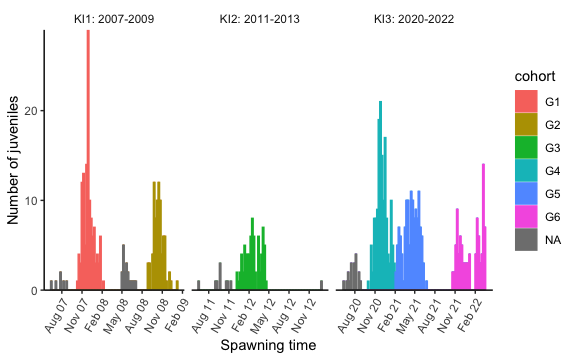 KI1: 2007-2009 KI2: 2011-2013 KI3: 2020-2022
Number of juveniles
20
10
0
Aug 07 Nov 07 Feb 08 May 08 Aug 08 Nov 08 Feb 09 Aug 11 Nov 11 Feb 12 May 12 Aug 12 Nov 12 Aug 20 Nov 20 Feb 21 May 21 Aug 21 Nov 21 Feb 22
Spawning time
cohort
G1
G2
G3
G4
G5
G6
NA